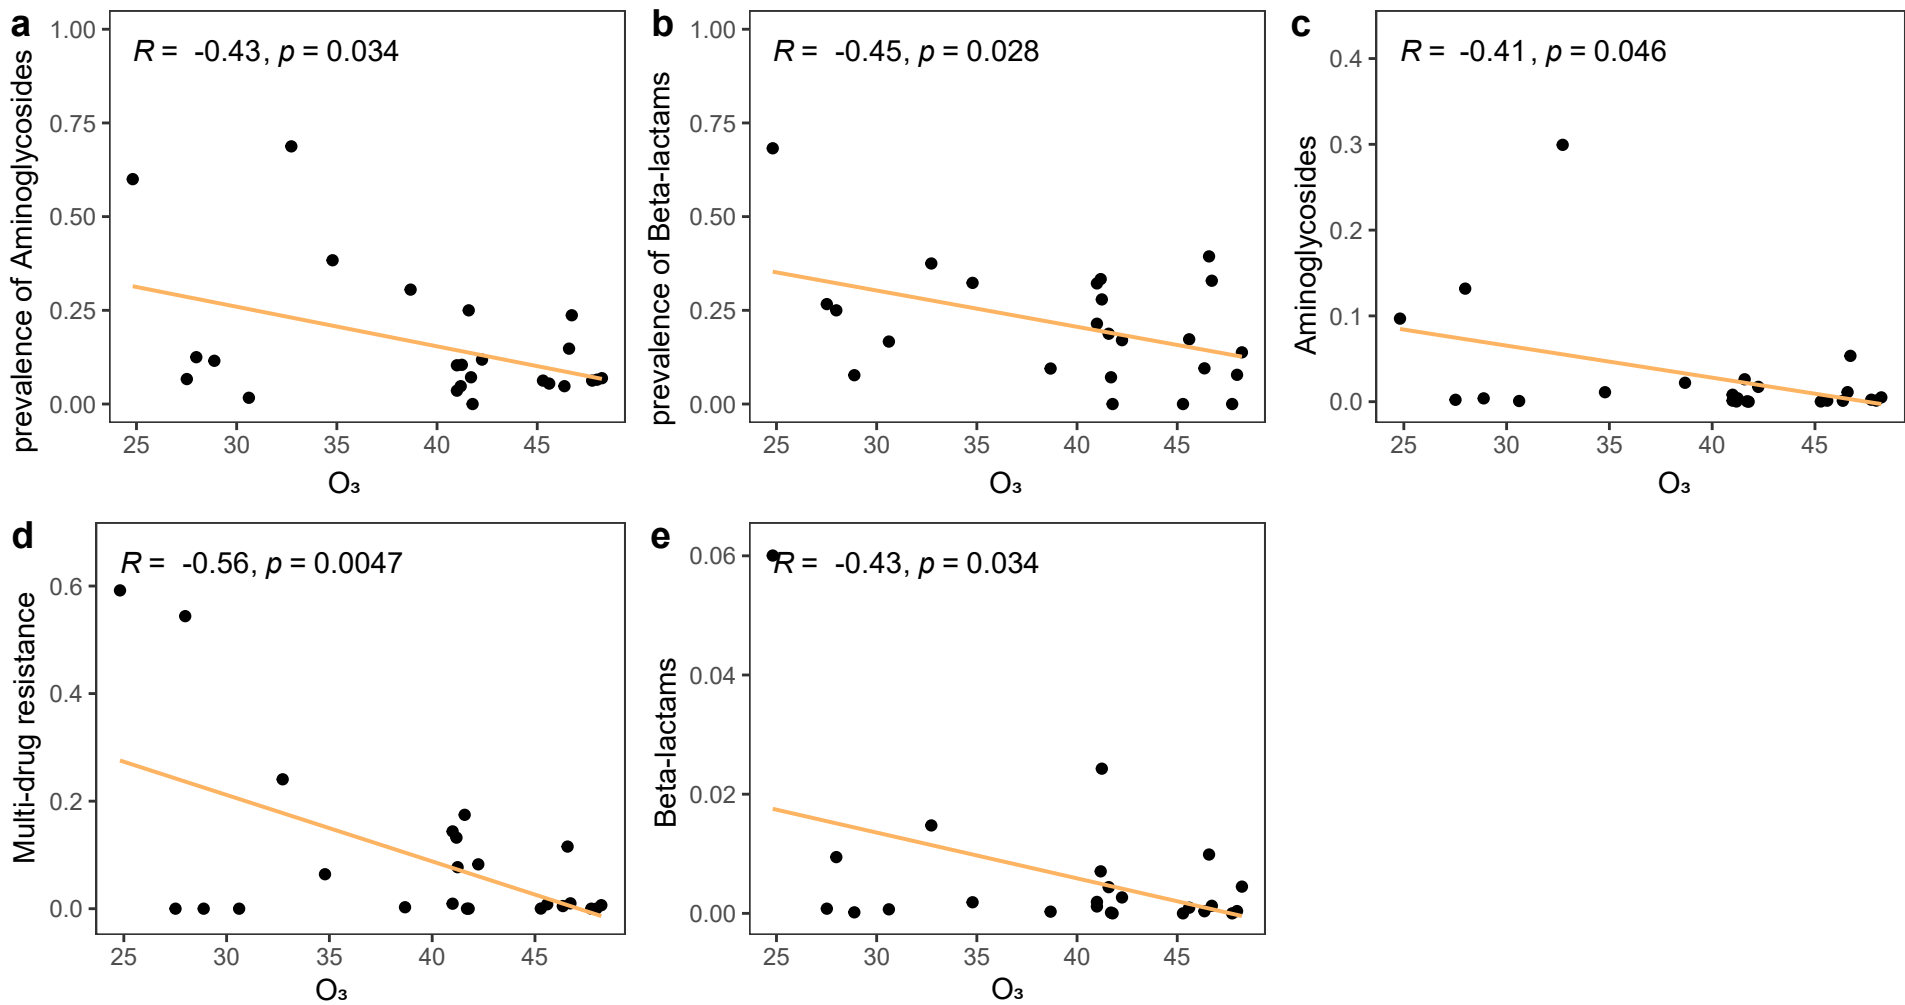 a
prevalence of Aminoglycosides
1.00
0.75
0.50
0.25
0.00
R = -0.43, p = 0.034
25 30 35 40 45
O₃
b
prevalence of Beta-lactams
1.00
0.75
0.50
0.25
0.00
R = -0.45, p = 0.028
25 30 35 40 45
O₃
c
Aminoglycosides
0.4
0.3
0.2
0.1
0.0
R = -0.41, p = 0.046
25 30 35 40 45
O₃
d
Multi-drug resistance
0.6
0.4
0.2
0.0
R = -0.56, p = 0.0047
25 30 35 40 45
O₃
e
Beta-lactams
0.06
0.04
0.02
0.00
R = -0.43, p = 0.034
25 30 35 40 45
O₃